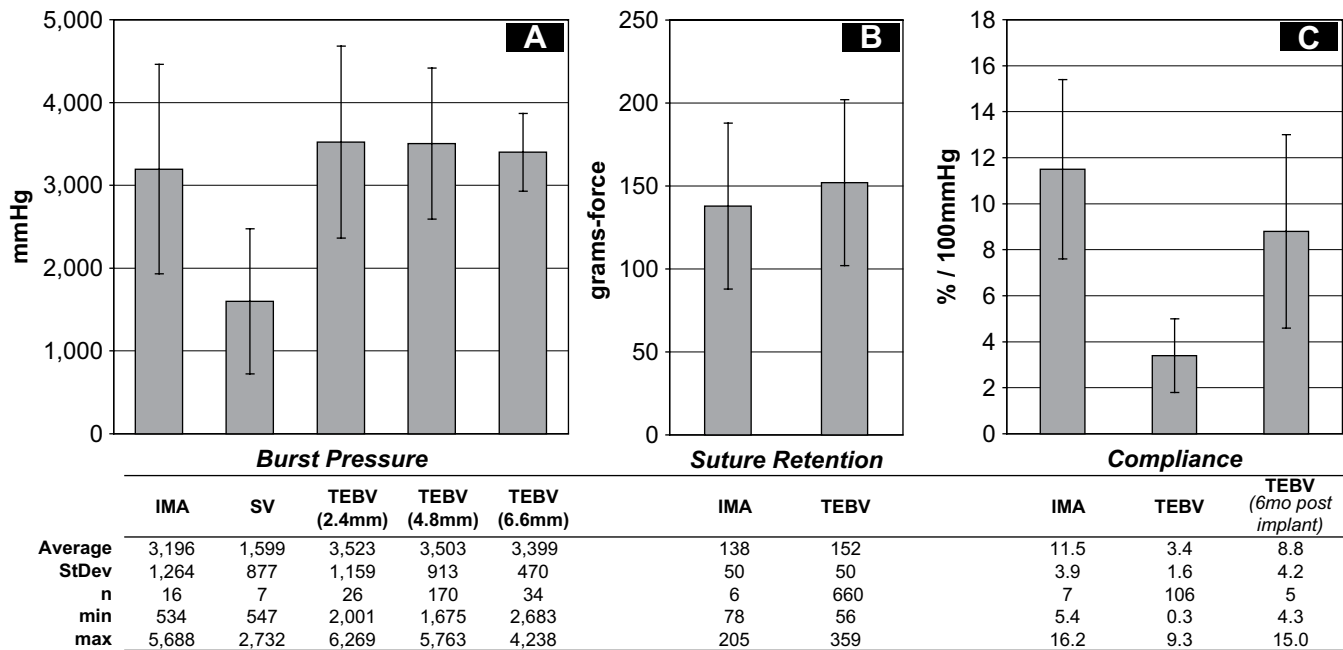 A
5,000
4,000
3,000
2,000
1,000
0
mmHg
B
250
200
150
100
50
0
grams-force
C
18
16
14
12
10
8
6
4
2
0
% / 100mmHg
Burst Pressure
Suture Retention
Compliance
IMA SV TEBV (2.4mm) TEBV (4.8mm) TEBV (6.6mm) IMA TEBV IMA TEBV TEBV (6mo post implant)
Average 3,196 1,599 3,523 3,503 3,399 138 152 11.5 3.4 8.8
StDev 1,264 877 1,159 913 470 50 50 3.9 1.6 4.2
n 16 7 26 170 34 6 660 7 106 5
min 534 547 2,001 1,675 2,683 78 56 5.4 0.3 4.3
max 5,688 2,732 6,269 5,763 4,238 205 359 16.2 9.3 15.0